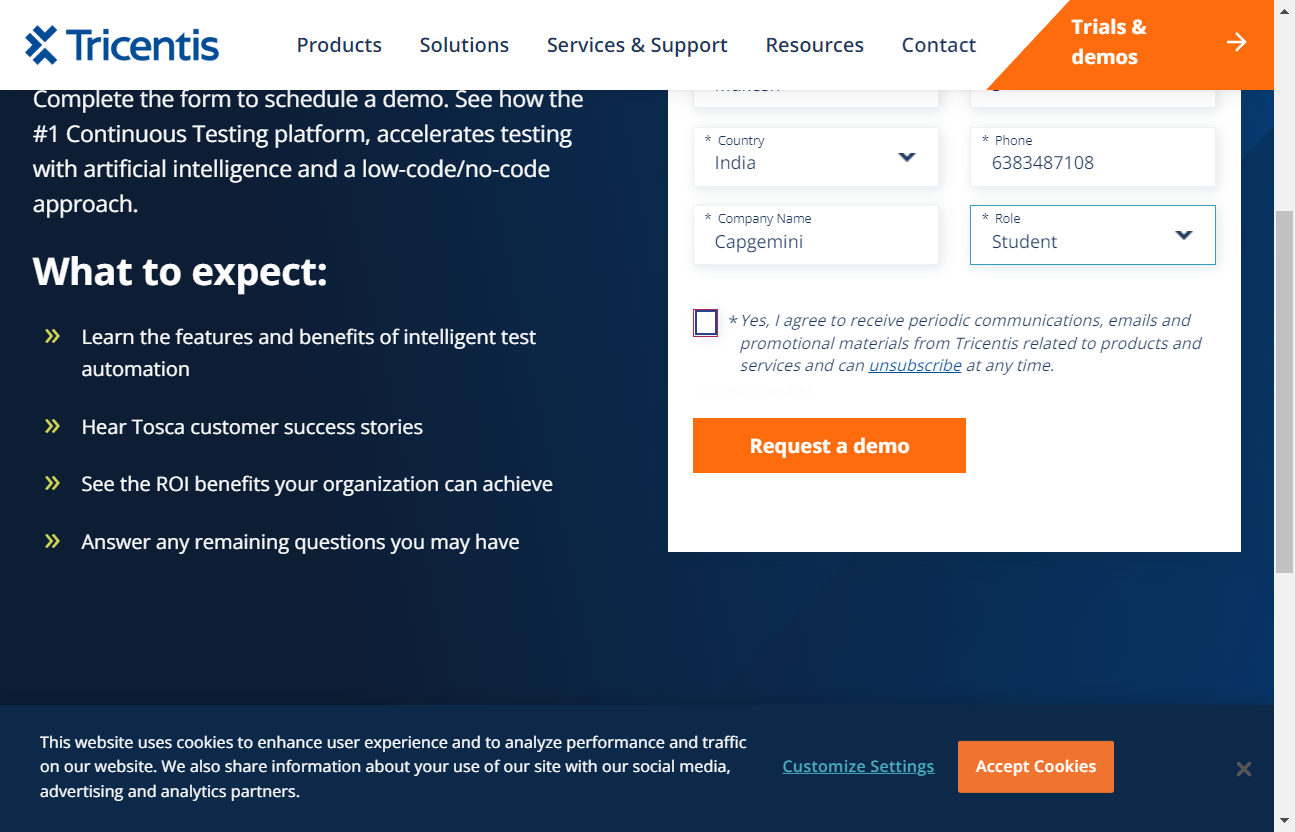 Tricentis
Products
Solutions
Services & Support
Resources
Contact
Trials &
demos
Complete the form to schedule a demo. See how the
#1 Continuous Testing platform, accelerates testing
with artificial intelligence and a low-code/no-code
approach.
What to expect:
Learn the features and benefits of intelligent test
automation
Hear Tosca customer success stories
See the ROI benefits your organization can achieve
Answer any remaining questions you may have
* Country
India
* Phone
6383487108
* Company Name
Capgemini
* Role
Student
* Yes, I agree to receive periodic communications, emails and
promotional materials from Tricentis related to products and
services and can unsubscribe at any time.
Request a demo
This website uses cookies to enhance user experience and to analyze performance and traffic
on our website. We also share information about your use of our site with our social media,
advertising and analytics partners.
Customize Settings
Accept Cookies